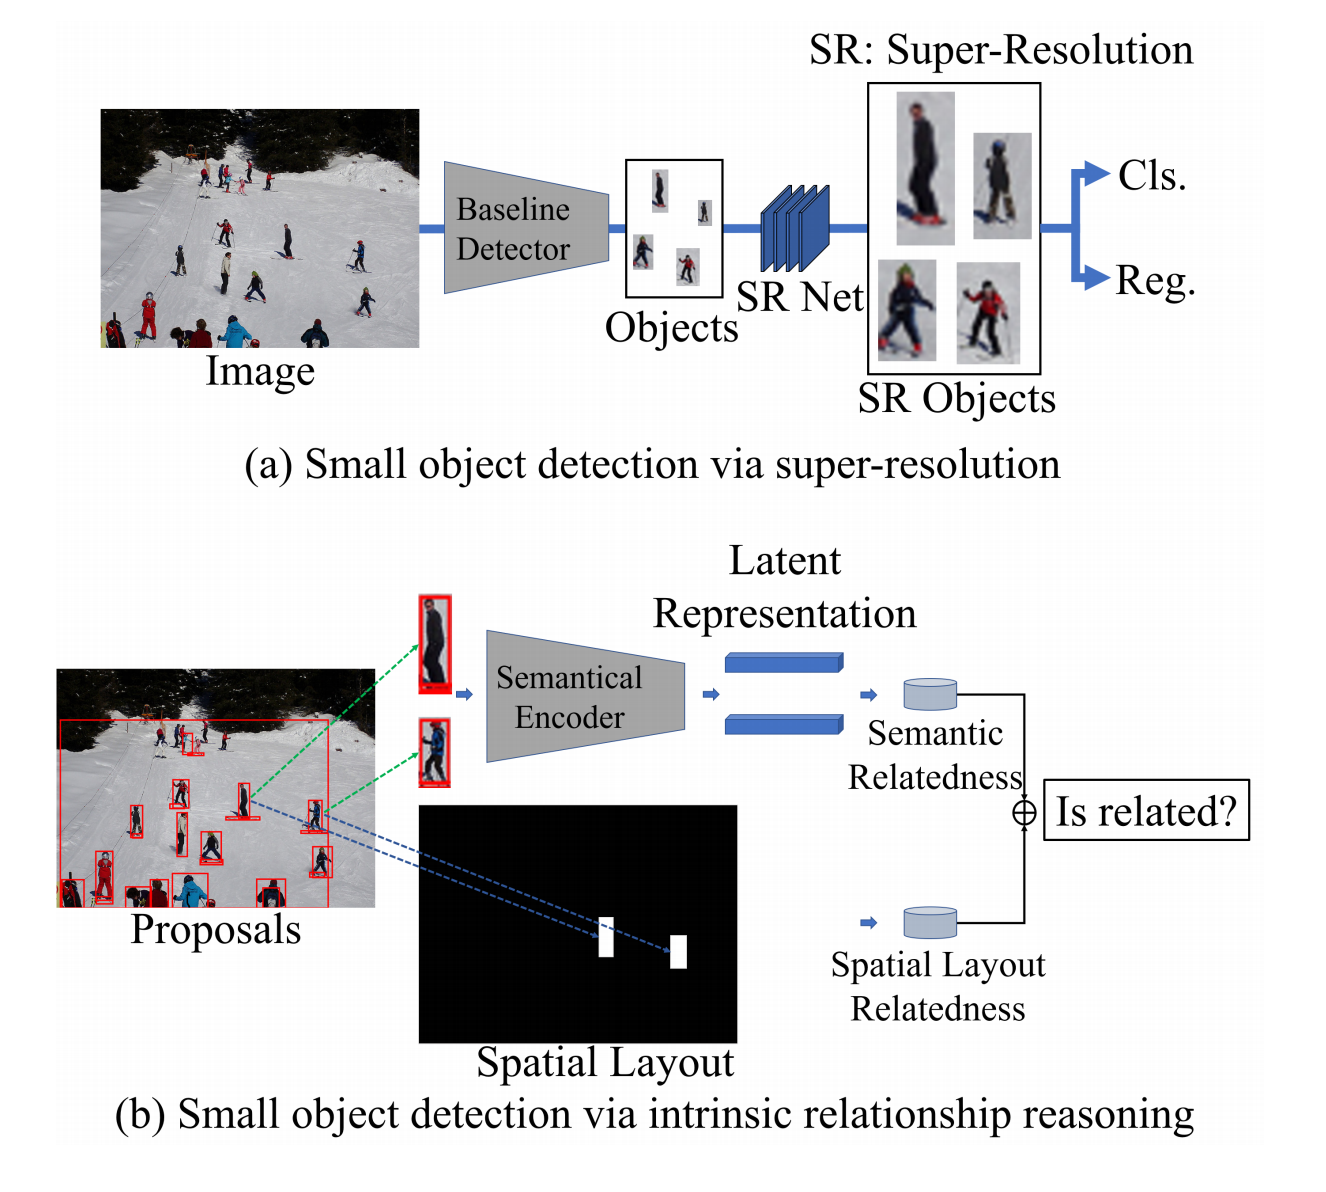 SR: Super-Resolution
Baseline
Detector
Cls.
Reg.
SR Net
Objects
Image
SR Objects
(a) Small object detection via super-resolution
Latent
Representation
Semantical
Encoder
Semantic
Relatedness
Is related?
Proposals
Spatial Layout
Relatedness
Spatial Layout
(b) Small object detection via intrinsic relationship reasoning